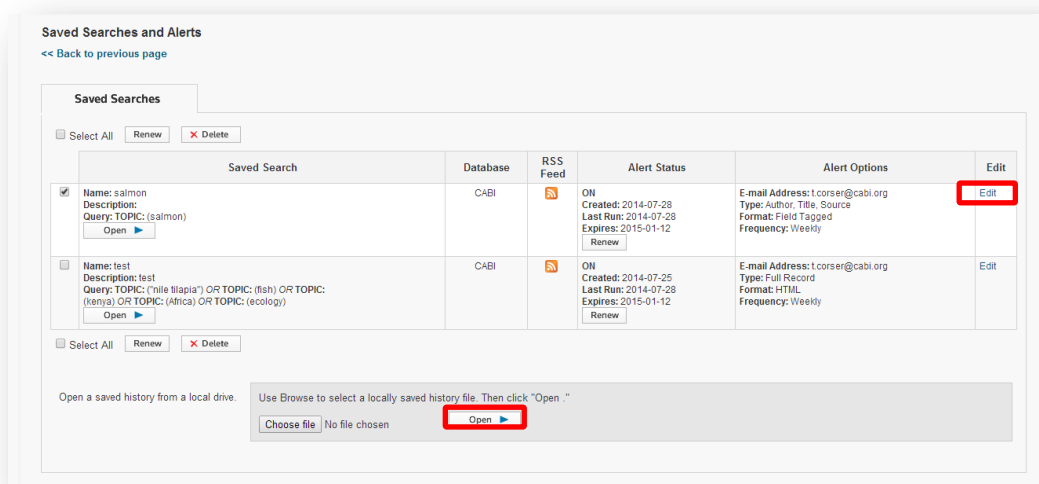 Saved Searches and Alerts
<< Back to previous page
Saved Searches
Select All Renew Delete
Saved Search Database RSS Feed Alert Status Alert Options Edit
Name: salmon CABI ON E-mail Address: t.corser@cabi.org Edit
Description: Created: 2014-07-28 Type: Author, Title, Source
Query: TOPIC: (salmon) Last Run: 2014-07-28 Format: Field Tagged
Open Expires: 2015-01-12 Frequency: Weekly
Renew
Name: test CABI ON E-mail Address: t.corser@cabi.org Edit
Description: test Created: 2014-07-25 Type: Full Record
Query: TOPIC: ("nile tilapia") OR TOPIC: (fish) OR TOPIC: Last Run: 2014-07-28 Format: HTML
(kenya) OR TOPIC: (Africa) OR TOPIC: (ecology) Expires: 2015-01-12 Frequency: Weekly
Open Renew
Select All Renew Delete
Open a saved history from a local drive. Use Browse to select a locally saved history file. Then click "Open ."
Choose file No file chosen Open